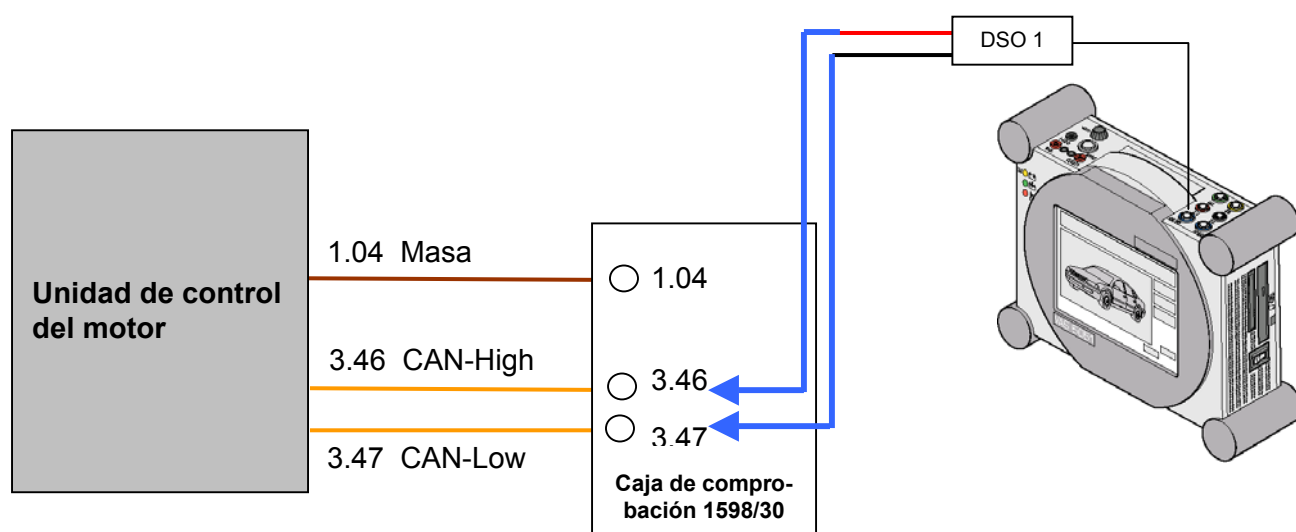 DSO 1
Unidad de control
del motor
1.04 Masa
3.46 CAN-High
3.47 CAN-Low
1.04
3.46
3.47
Caja de compro-
bación 1598/30